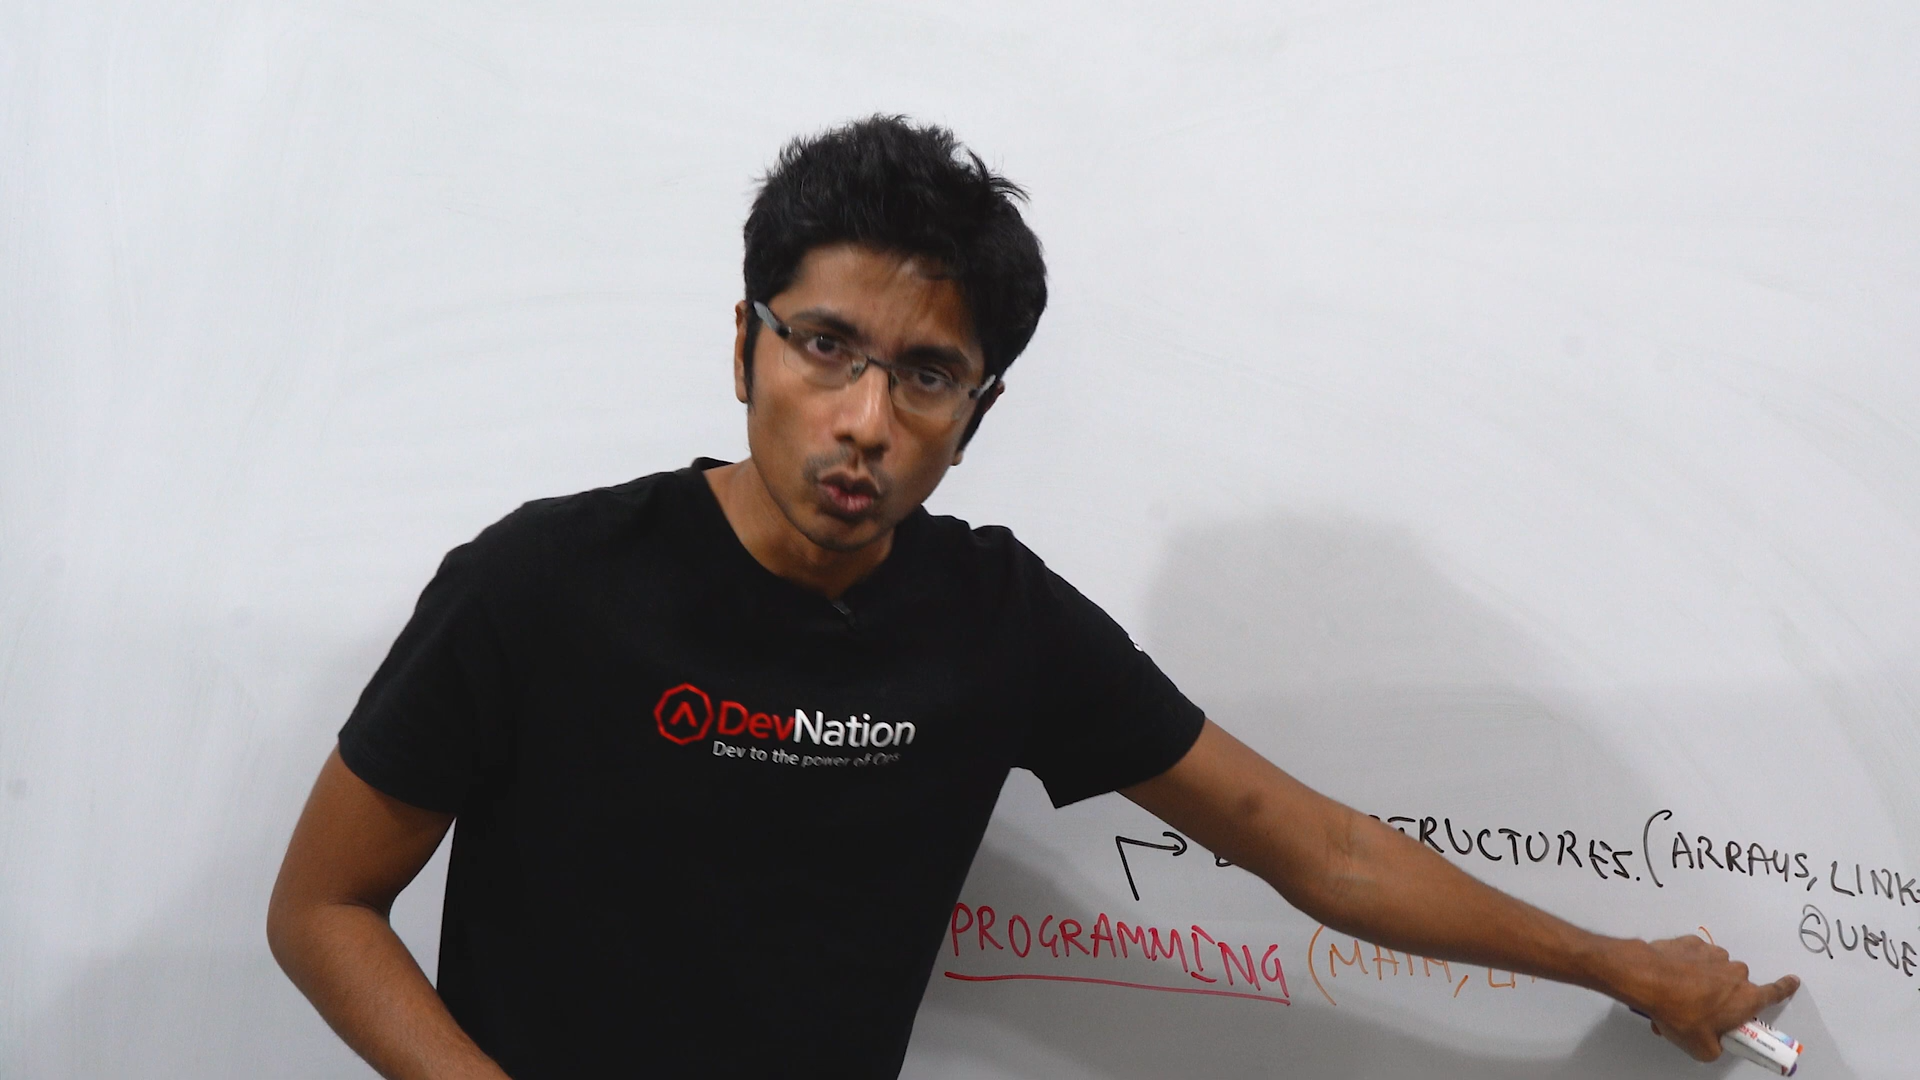 DevNation
Dev to the power of Ops
STRUCTURES. (ARRAYS, LINK
QUEUE
PROGRAMMING (MATH,